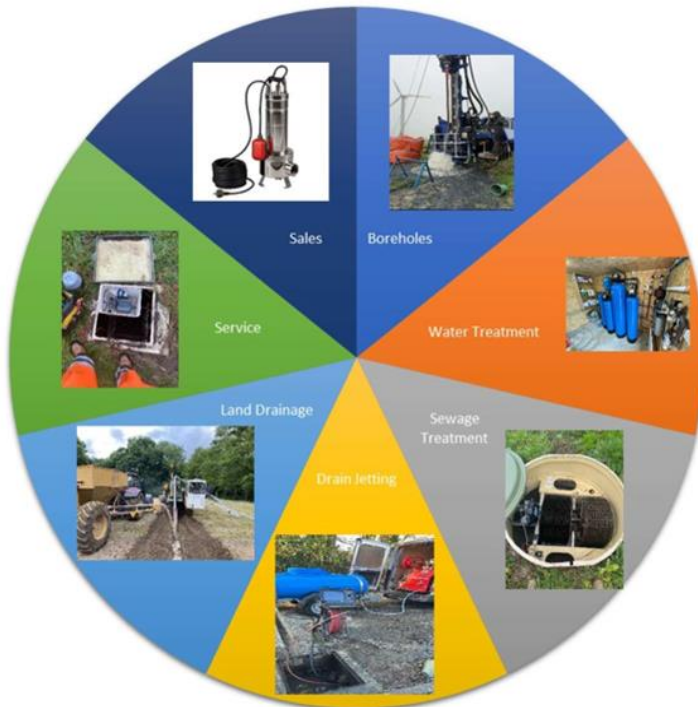 Sales
Boreholes
Service
Water Treatment
Land Drainage
Sewage
Treatment
Drain Jetting